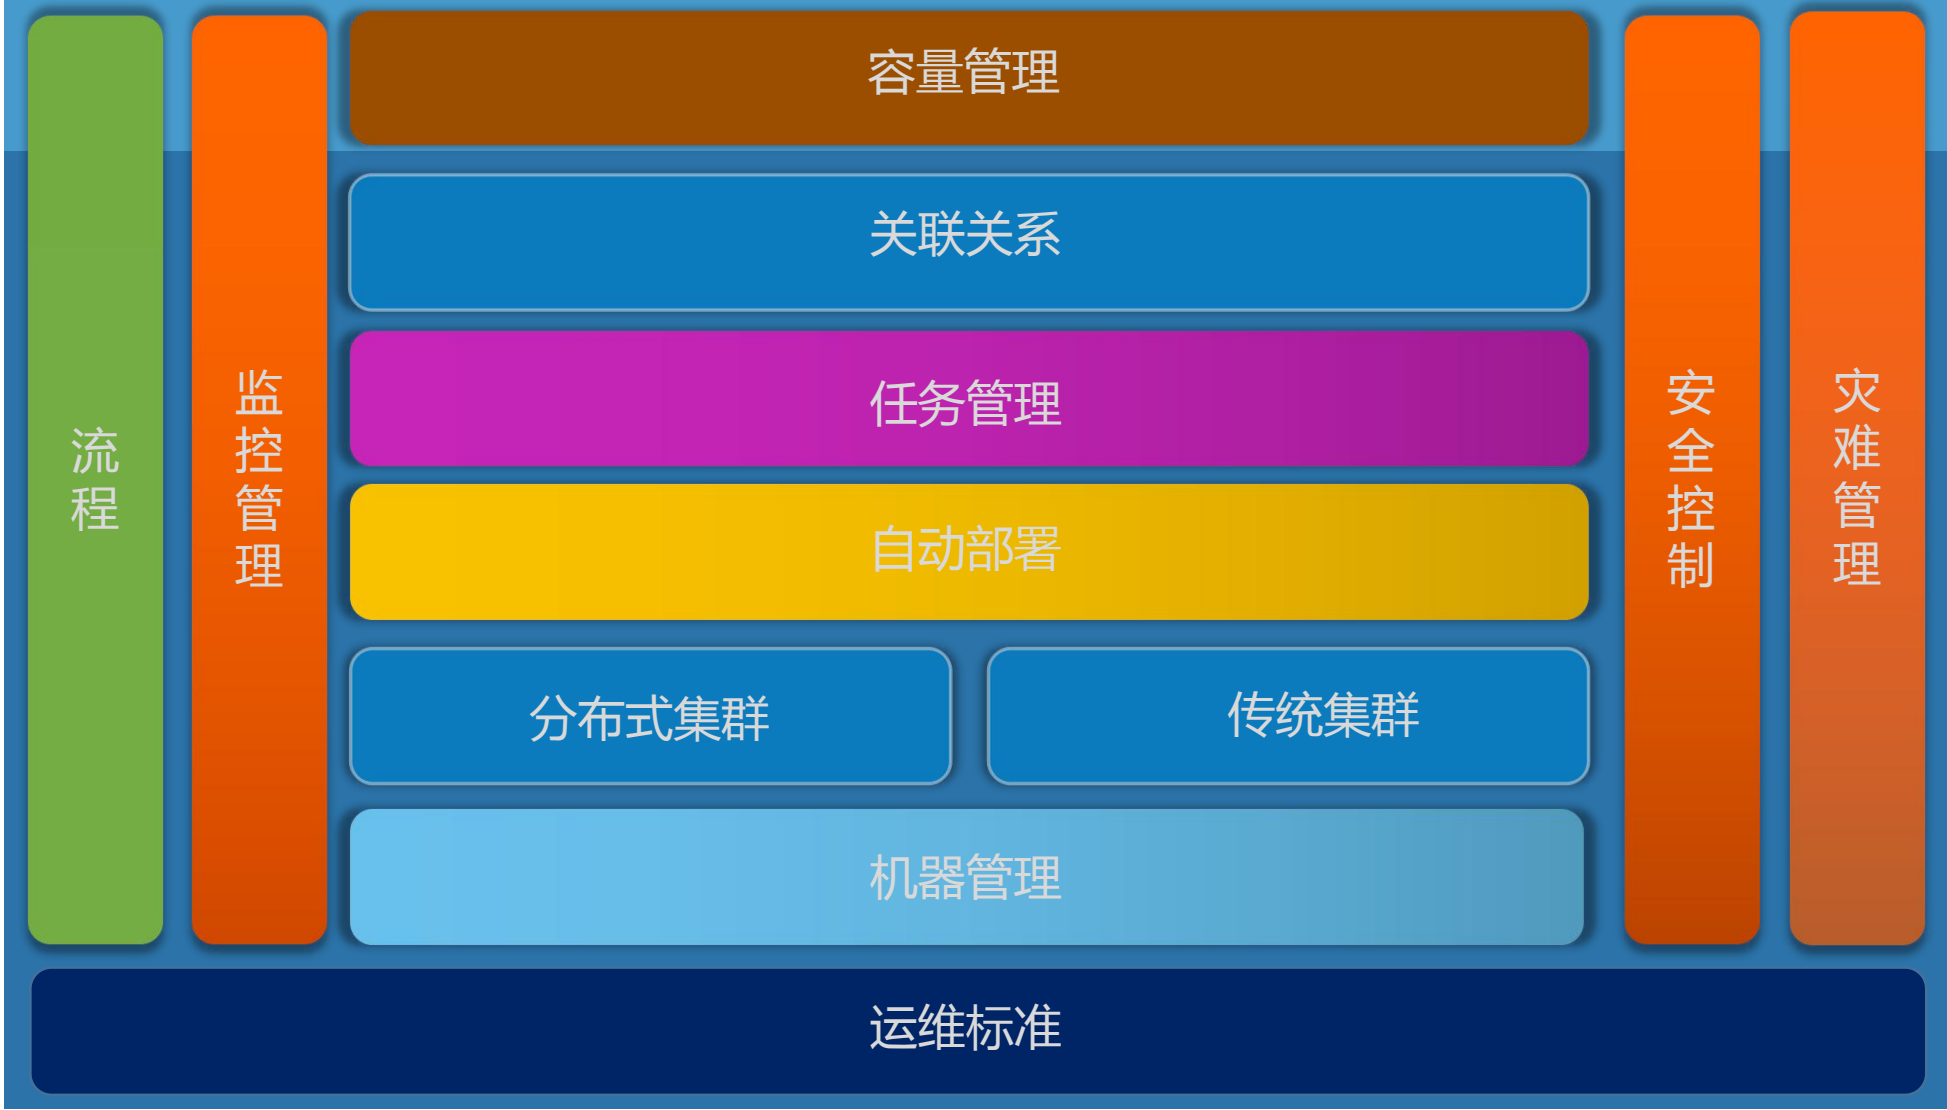 流程
监控管理
容量管理
关联关系
任务管理
自动部署
分布式集群
传统集群
机器管理
安全控制
灾难管理
运维标准